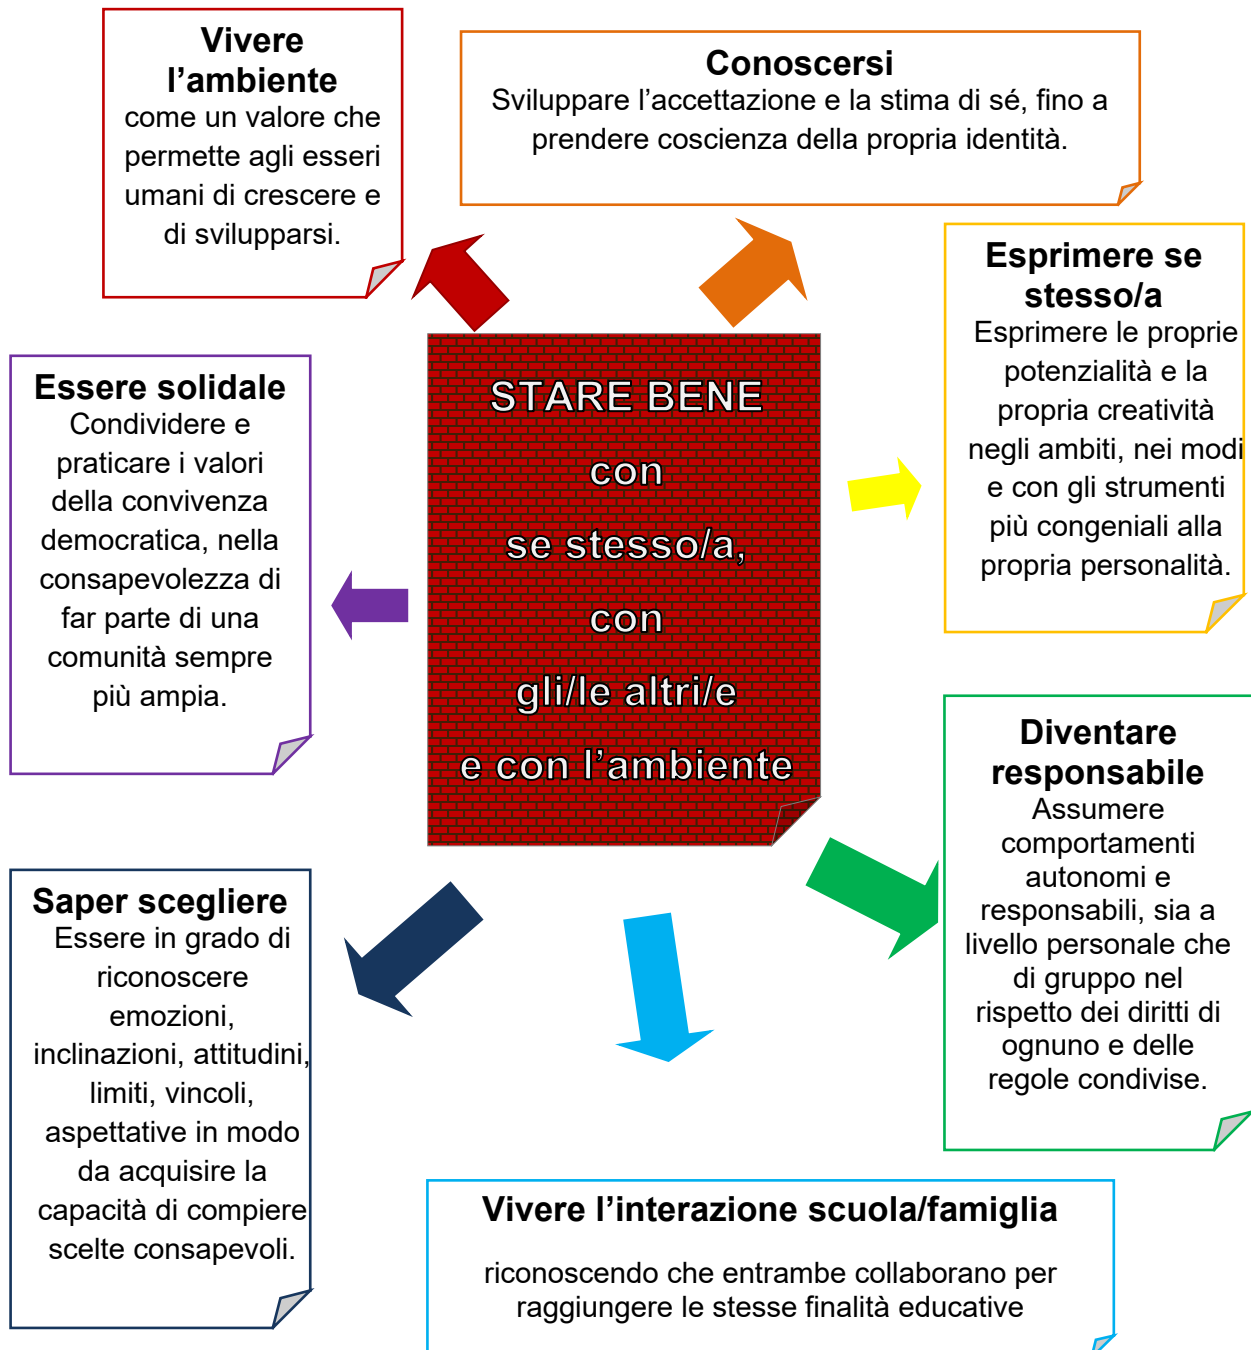 Vivere
l’ambiente
come un valore che
permette agli esseri
umani di crescere e
di svilupparsi.
Conoscersi
Sviluppare l’accettazione e la stima di sé, fino a
prendere coscienza della propria identità.
Esprimere se
stesso/a
Esprimere le proprie
potenzialità e la
propria creatività
negli ambiti, nei modi
e con gli strumenti
più congeniali alla
propria personalità.
Essere solidale
Condividere e
praticare i valori
della convivenza
democratica, nella
consapevolezza di
far parte di una
comunità sempre
più ampia.
STARE BENE
con
se stesso/a,
con
gli/le altri/e
e con l’ambiente
Diventare
responsabile
Assumere
comportamenti
autonomi e
responsabili, sia a
livello personale che
di gruppo nel
rispetto dei diritti di
ognuno e delle
regole condivise.
Saper scegliere
Essere in grado di
riconoscere
emozioni,
inclinazioni, attitudini,
limiti, vincoli,
aspettative in modo
da acquisire la
capacità di compiere
scelte consapevoli.
Vivere l’interazione scuola/famiglia
riconoscendo che entrambe collaborano per
raggiungere le stesse finalità educative